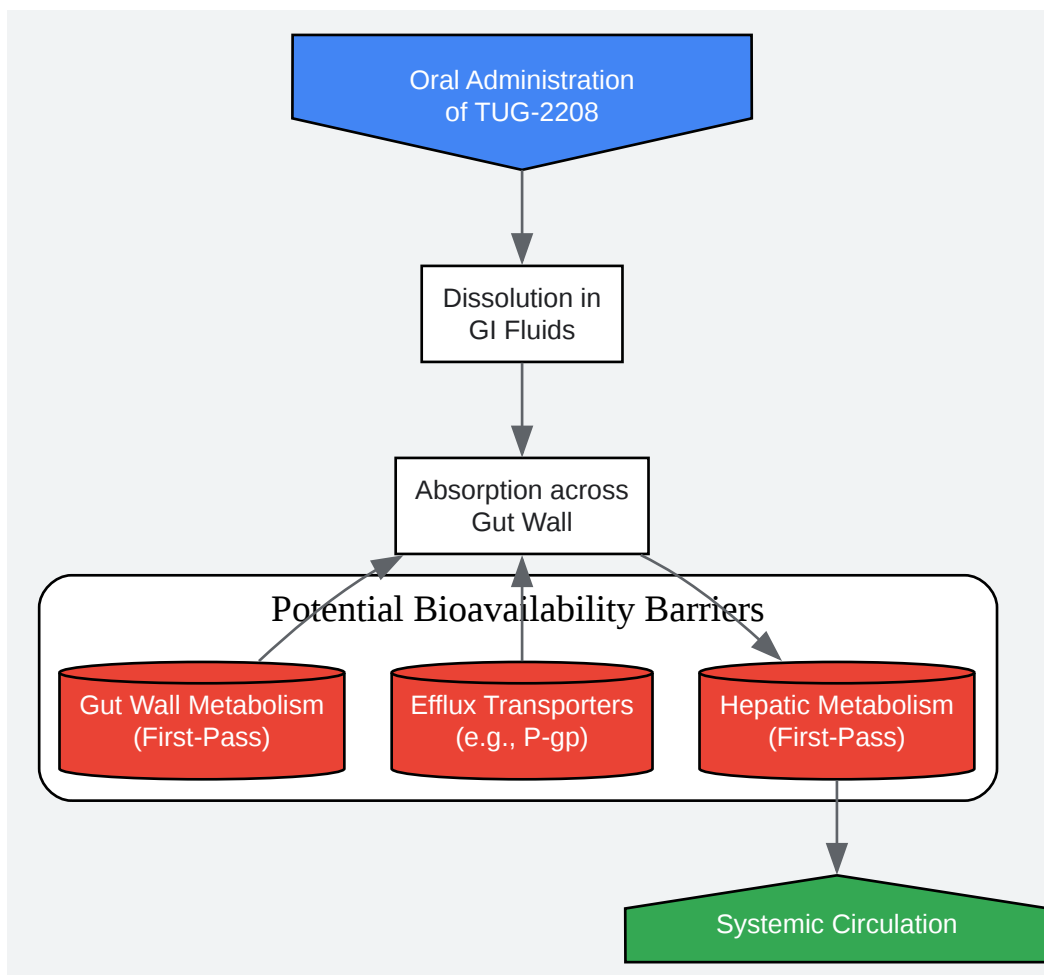 Oral Administration
of TUG-2208
Dissolution in
GI Fluids
Absorption across
Gut Wall
Potential Bioavailability Barriers
Gut Wall Metabolism
(First-Pass)
Efflux Transporters
(e.g., P-gp)
Hepatic Metabolism
(First-Pass)
Systemic Circulation